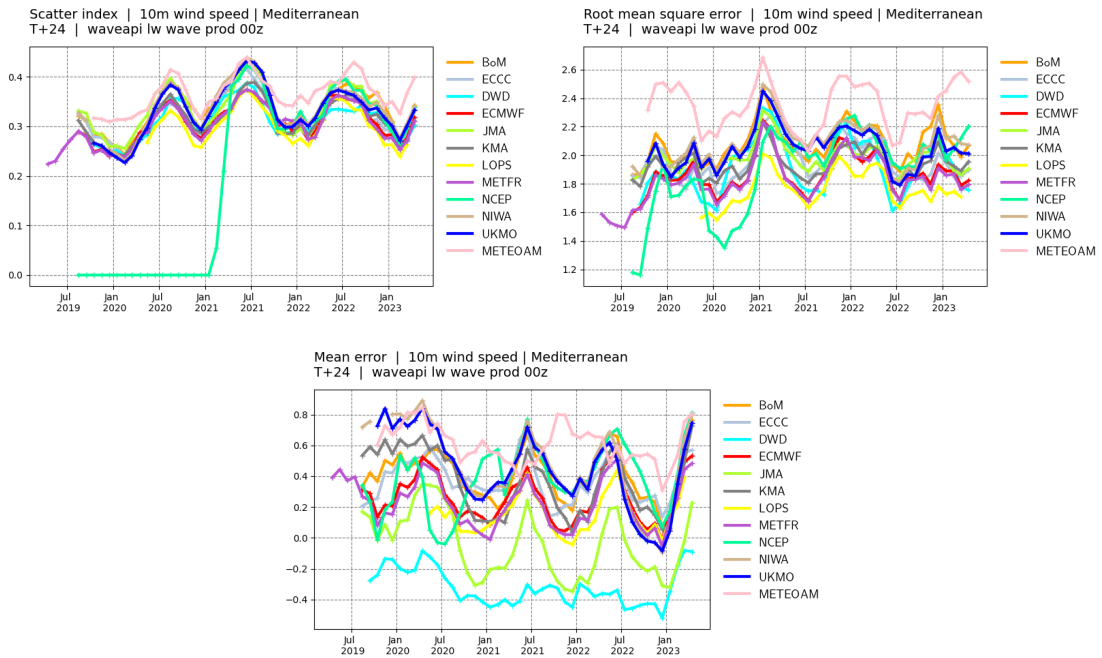 Scatter index | 10m wind speed | Mediterranean
T+24 | waveapi lw wave prod 00z
0.4
0.3
0.2
0.1
0.0
Jul 2019
Jan 2020
Jul 2020
Jan 2021
Jul 2021
Jan 2022
Jul 2022
Jan 2023
BoM
ECCC
DWD
ECMWF
JMA
KMA
LOPS
METFR
NCEP
NIWA
UKMO
METEOAM
Root mean square error | 10m wind speed | Mediterranean
T+24 | waveapi lw wave prod 00z
2.6
2.4
2.2
2.0
1.8
1.6
1.4
1.2
Jul 2019
Jan 2020
Jul 2020
Jan 2021
Jul 2021
Jan 2022
Jul 2022
Jan 2023
BoM
ECCC
DWD
ECMWF
JMA
KMA
LOPS
METFR
NCEP
NIWA
UKMO
METEOAM
Mean error | 10m wind speed | Mediterranean
T+24 | waveapi lw wave prod 00z
0.8
0.6
0.4
0.2
0.0
−0.2
−0.4
Jul 2019
Jan 2020
Jul 2020
Jan 2021
Jul 2021
Jan 2022
Jul 2022
Jan 2023
BoM
ECCC
DWD
ECMWF
JMA
KMA
LOPS
METFR
NCEP
NIWA
UKMO
METEOAM